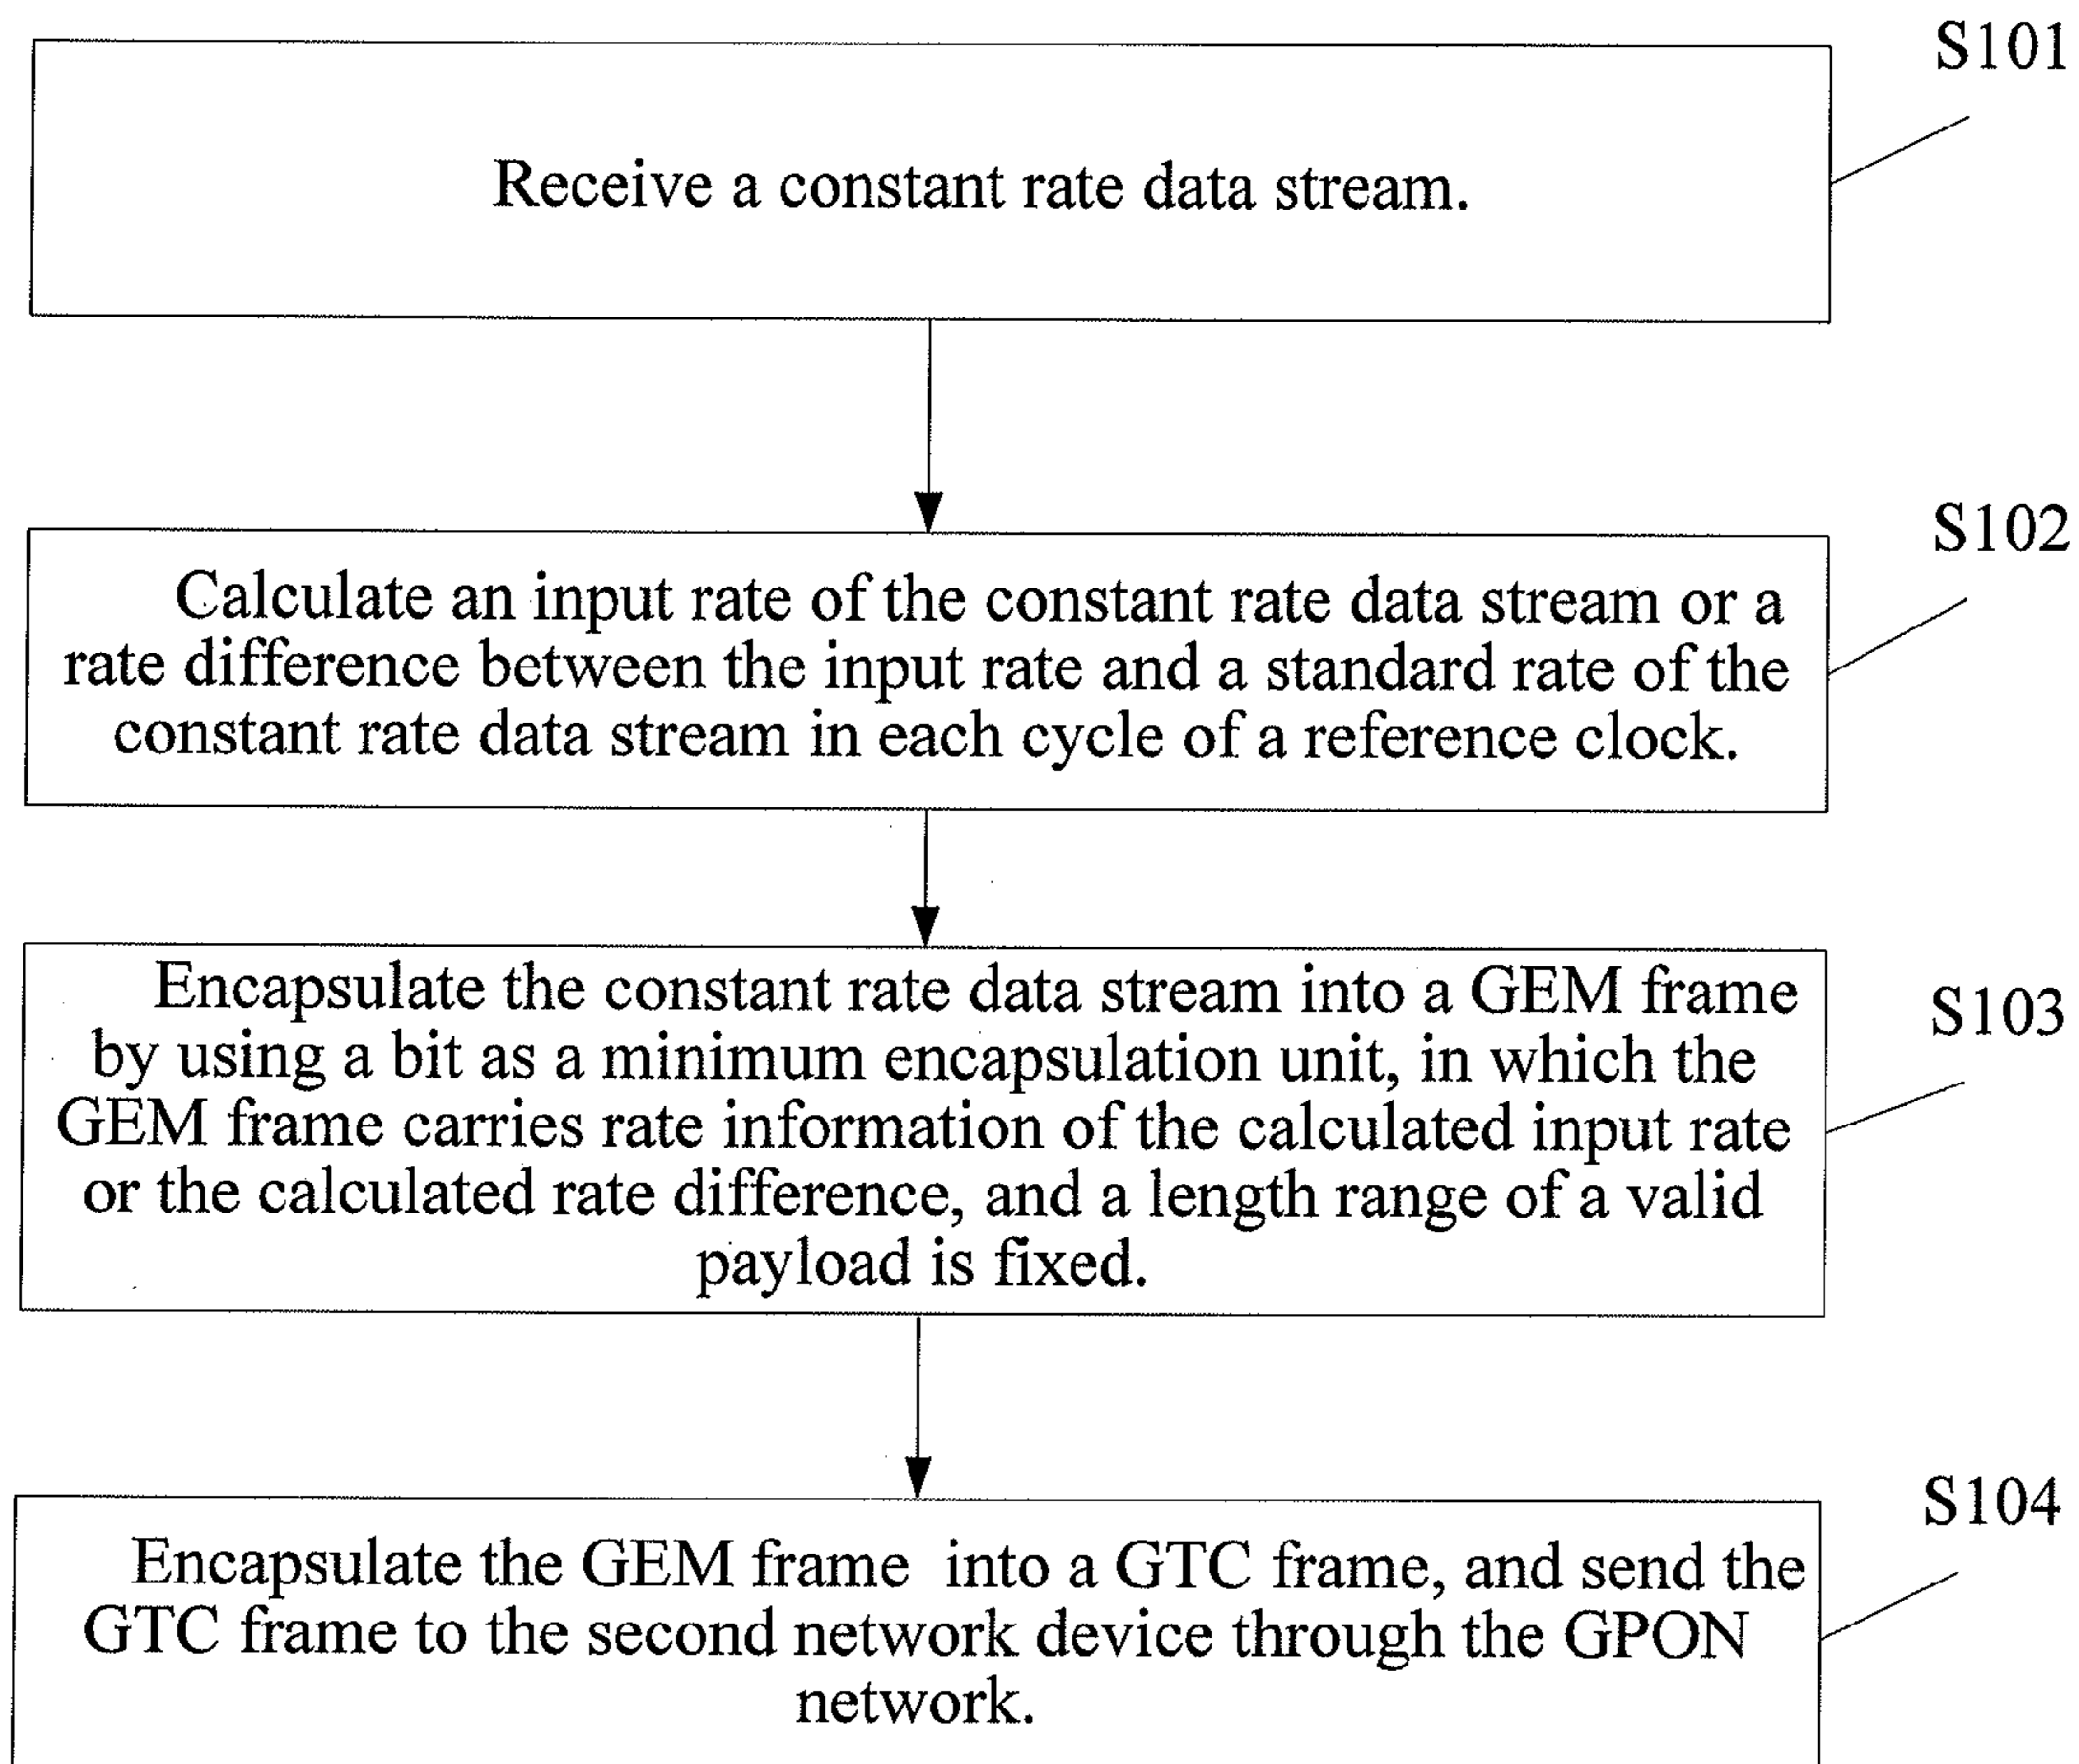 S101
Receive a constant rate data stream.
S102
Calculate an input rate of the constant rate data stream or a
rate difference between the input rate and a standard rate of the
constant rate data stream in each cycle of a reference clock.
S103
Encapsulate the constant rate data stream into a GEM frame
by using a bit as a minimum encapsulation unit, in which the
GEM frame carries rate information of the calculated input rate
or the calculated rate difference, and a length range of a valid
payload is fixed.
S104
Encapsulate the GEM frame into a GTC frame, and send the
GTC frame to the second network device through the GPON
network.